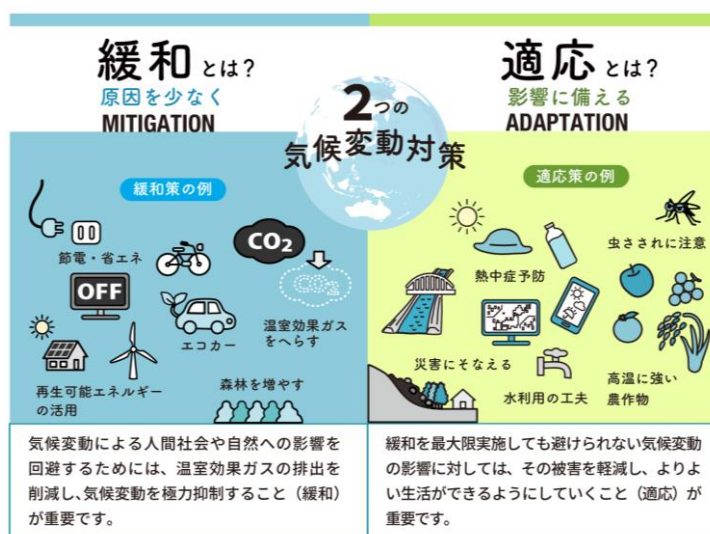 緩和とは?
原因を少なく
MITIGATION
2つの
気候変動対策
適応とは?
影響に備える
ADAPTATION
緩和策の例
節電・省エネ
OFF
CO2
CO2
エコカー
温室効果ガス
をへらす
再生可能エネルギー
の活用
森林を増やす
気候変動による人間社会や自然への影響を
回避するためには、温室効果ガスの排出を
削減し、気候変動を極力抑制すること(緩和)
が重要です。
適応策の例
虫さされに注意
熱中症予防
災害にそなえる
水利用の工夫
高温に強い
農作物
緩和を最大限実施しても避けられない気候変動
の影響に対しては、その被害を軽減し、よりよ
い生活ができるようにしていくこと(適応)が
重要です。